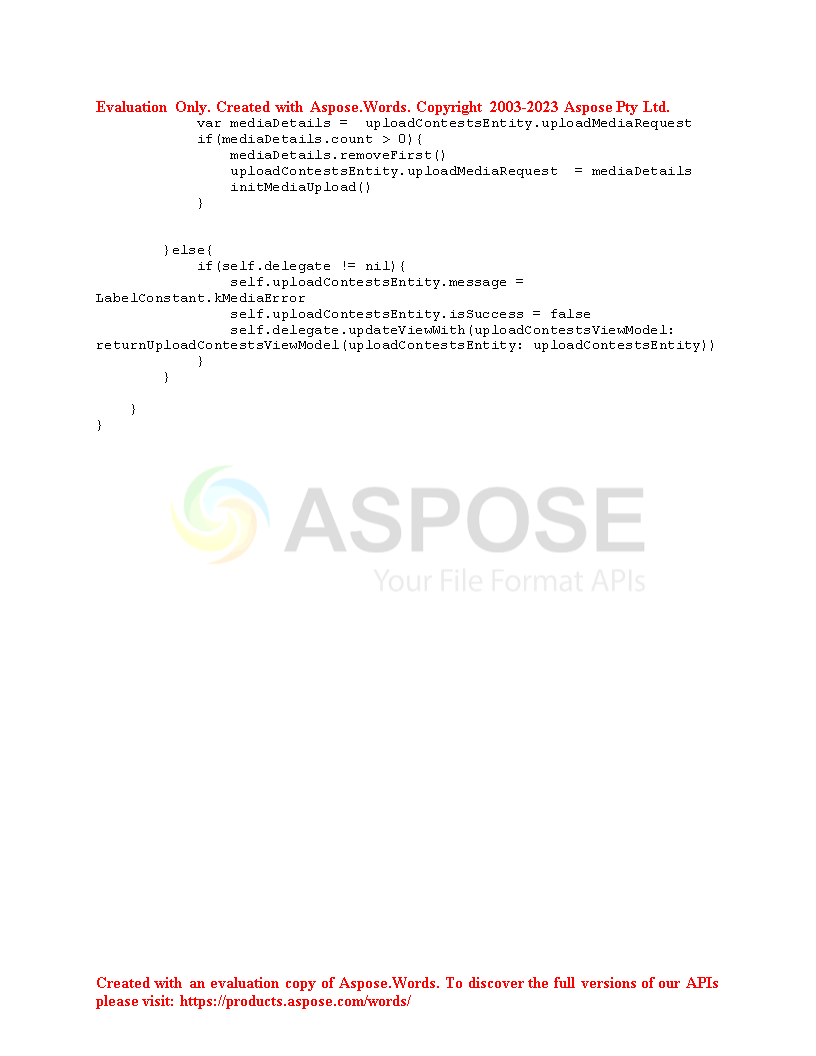 Evaluation Only. Created with Aspose.Words. Copyright 2003-2023 Aspose Pty Ltd.
            var mediaDetails =  uploadContestsEntity.uploadMediaRequest
            if(mediaDetails.count > 0){
                mediaDetails.removeFirst()
                uploadContestsEntity.uploadMediaRequest  = mediaDetails
                initMediaUpload()
            }
        }else{
            if(self.delegate != nil){
                self.uploadContestsEntity.message =
LabelConstant.kMediaError
                self.uploadContestsEntity.isSuccess = false
                self.delegate.updateViewWith(uploadContestsViewModel:
returnUploadContestsViewModel(uploadContestsEntity: uploadContestsEntity))
            }
        }
    }
}
ASPOSE
Your File Format APIs
Created with an evaluation copy of Aspose.Words. To discover the full versions of our APIs
please visit: https://products.aspose.com/words/